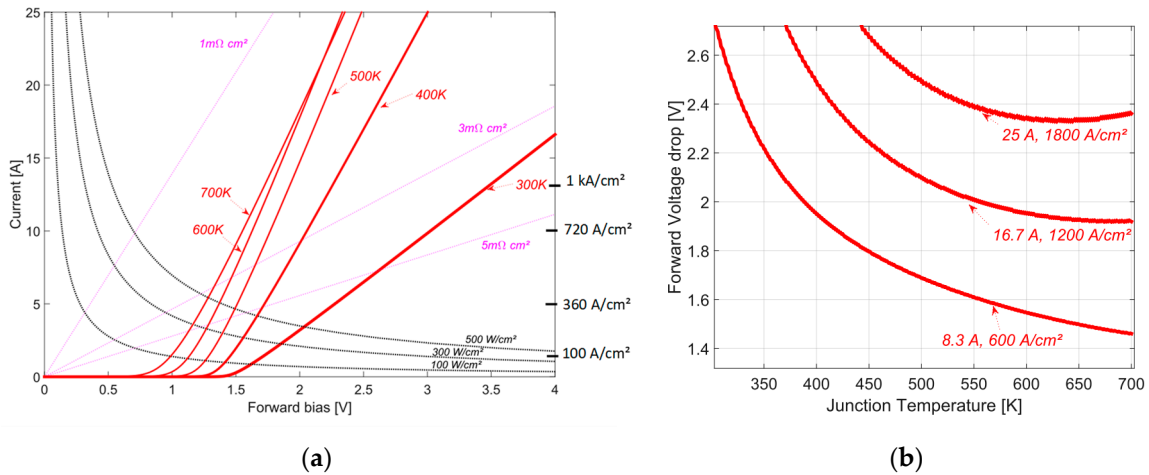 25
20
15
10
5
0
Current [A]
0
0.5
1
1.5
2
2.5
3
3.5
4
Forward bias [V]
1mΩ cm²
3mΩ cm²
5mΩ cm²
700K
600K
500K
400K
300K
500 W/cm²
300 W/cm²
100 W/cm²
1 kA/cm²
720 A/cm²
360 A/cm²
100 A/cm²
(a)
2.6
2.4
2.2
2
1.8
1.6
1.4
Forward Voltage drop [V]
350
400
450
500
550
600
650
700
Junction Temperature [K]
25 A, 1800 A/cm²
16.7 A, 1200 A/cm²
8.3 A, 600 A/cm²
(b)